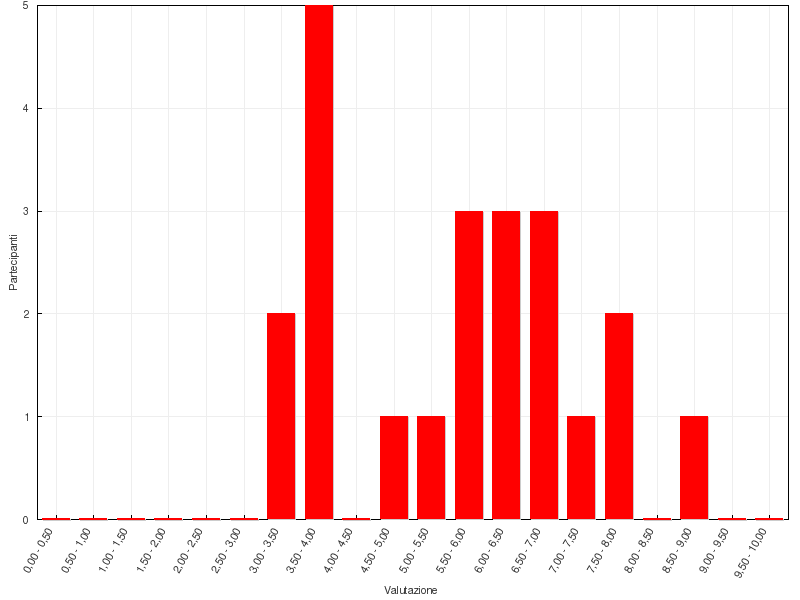 5
4
3
2
1
0
Partecipanti
0.00 - 0.50
0.50 - 1.00
1.00 - 1.50
1.50 - 2.00
2.00 - 2.50
2.50 - 3.00
3.00 - 3.50
3.50 - 4.00
4.00 - 4.50
4.50 - 5.00
5.00 - 5.50
5.50 - 6.00
6.00 - 6.50
6.50 - 7.00
7.00 - 7.50
7.50 - 8.00
8.00 - 8.50
8.50 - 9.00
9.00 - 9.50
9.50 - 10.00
Valutazione